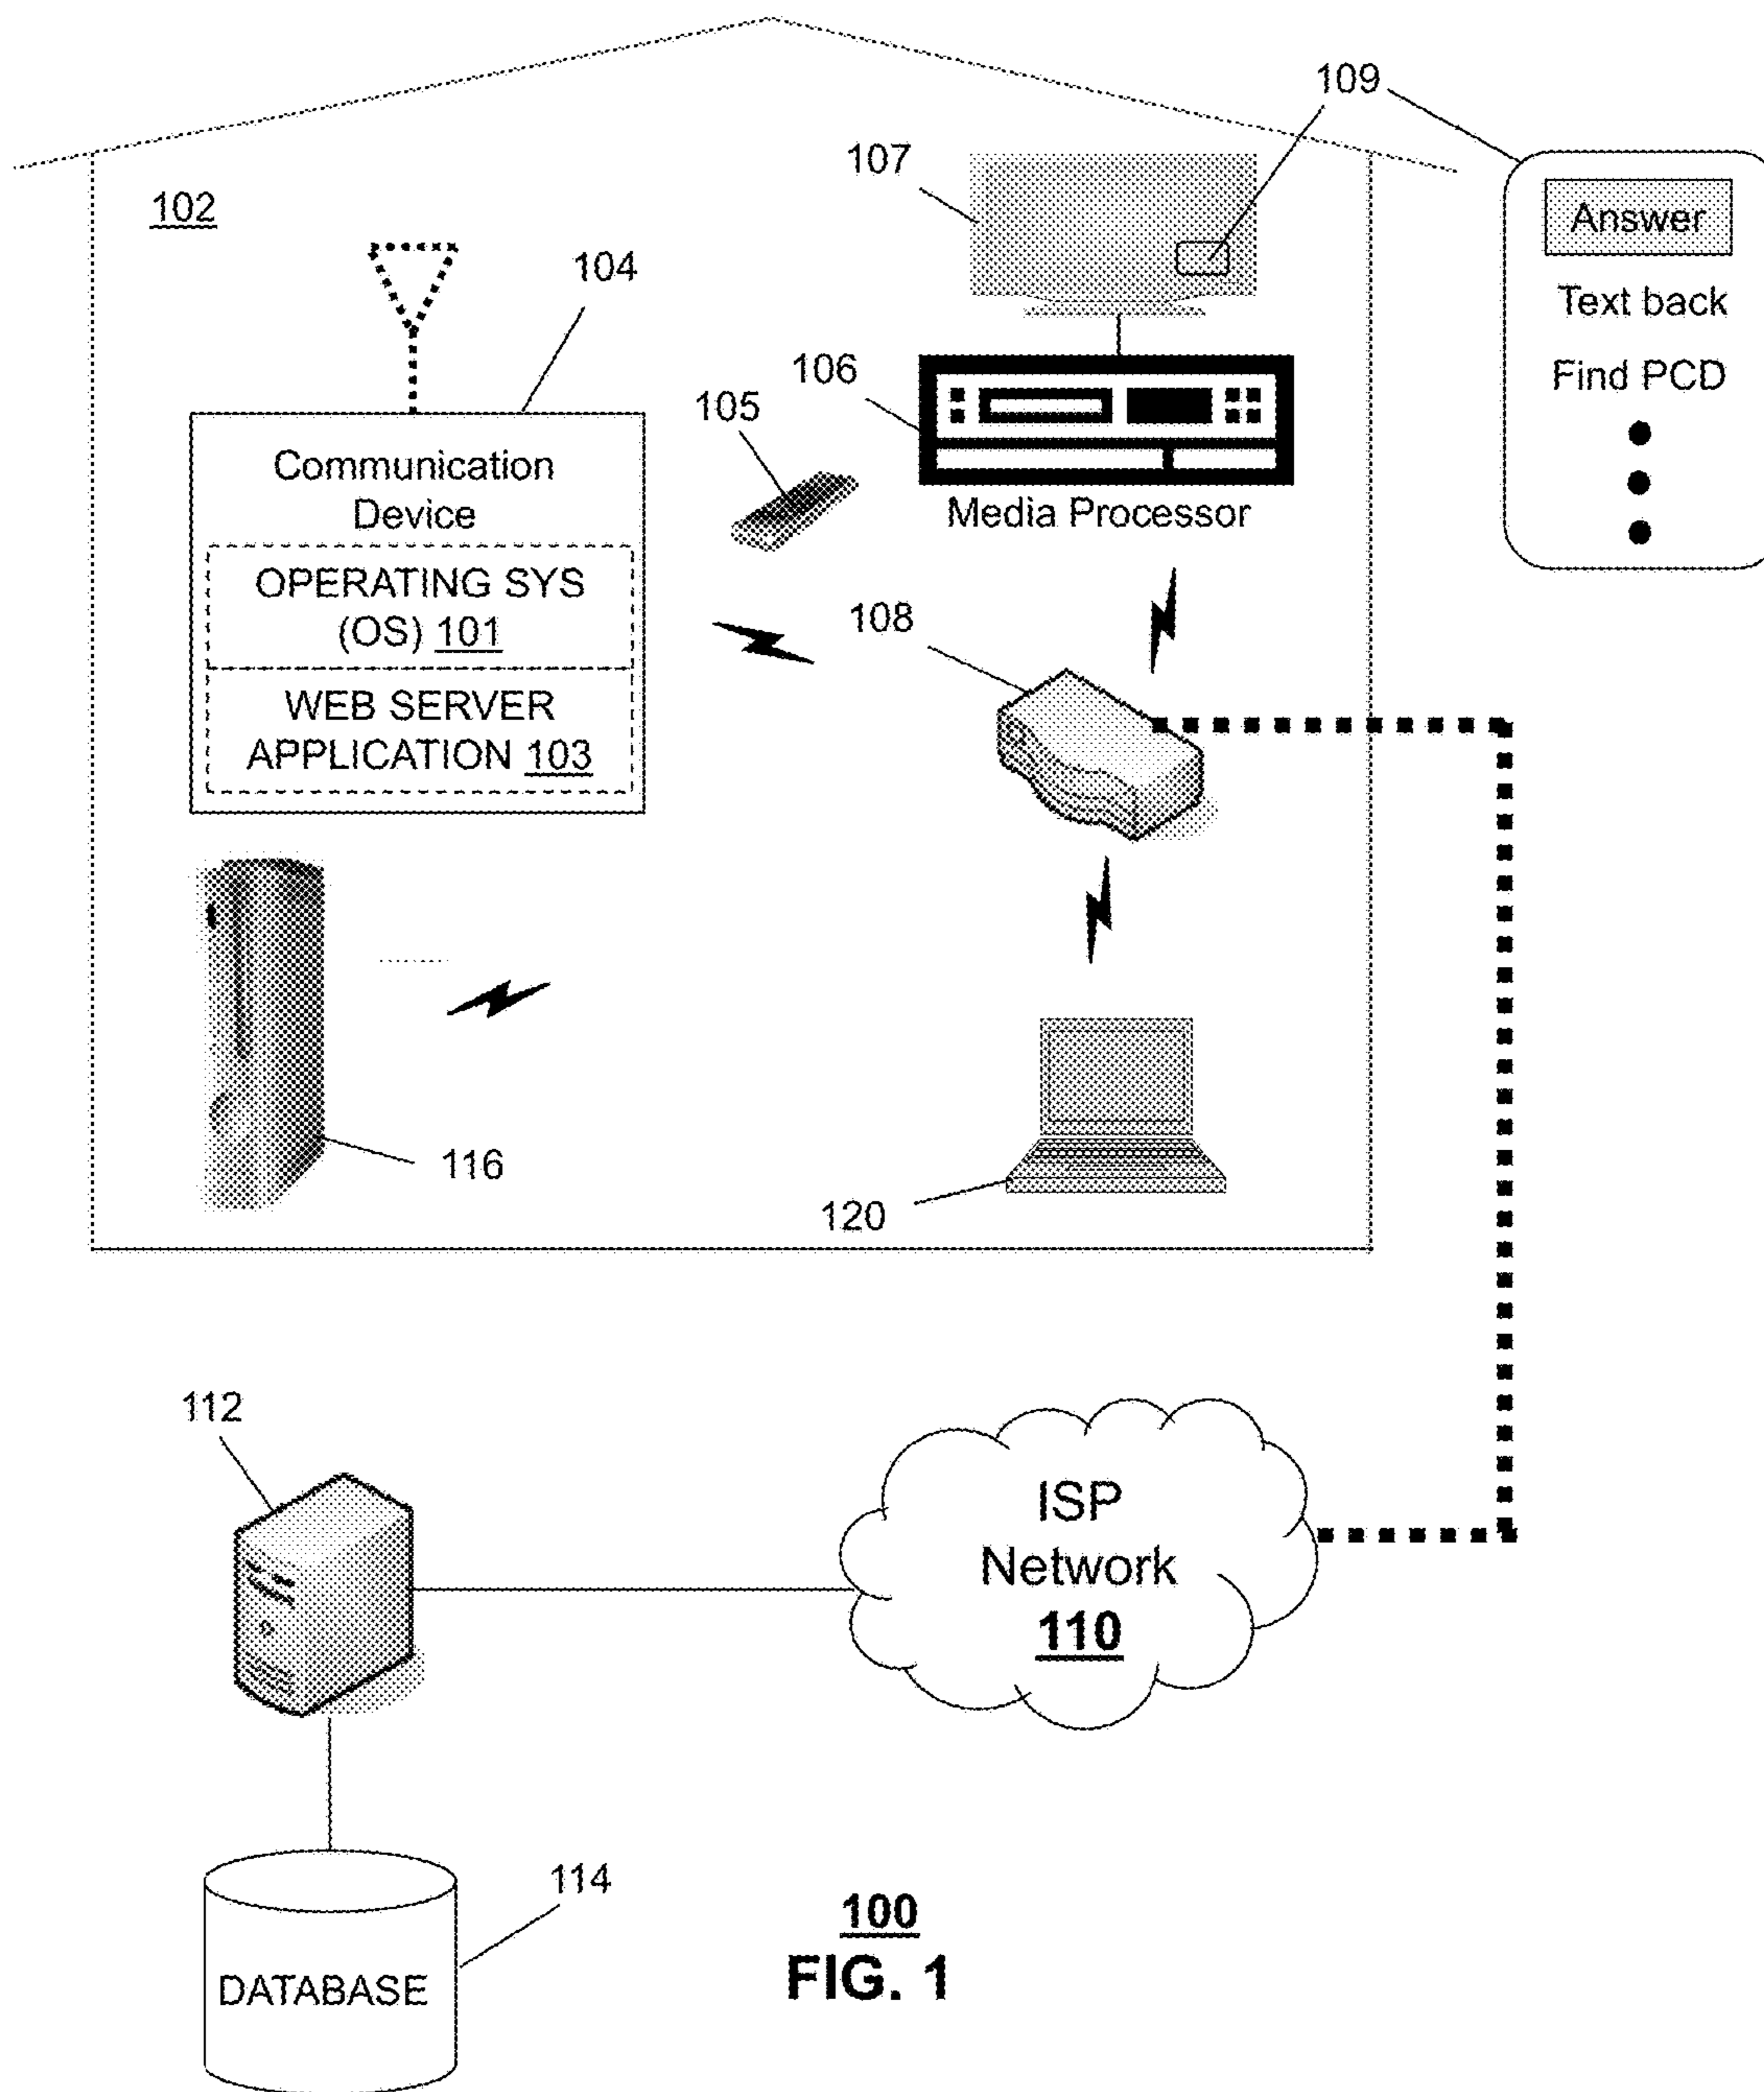 109
107
102
Answer
104
Text back
106
Find PCD
105
Communication
Device
Media Processor
OPERATING SYS
(OS) 101
108
WEB SERVER
APPLICATION 103
116
120
112
ISP
Network
110
114
DATABASE
100
FIG. 1